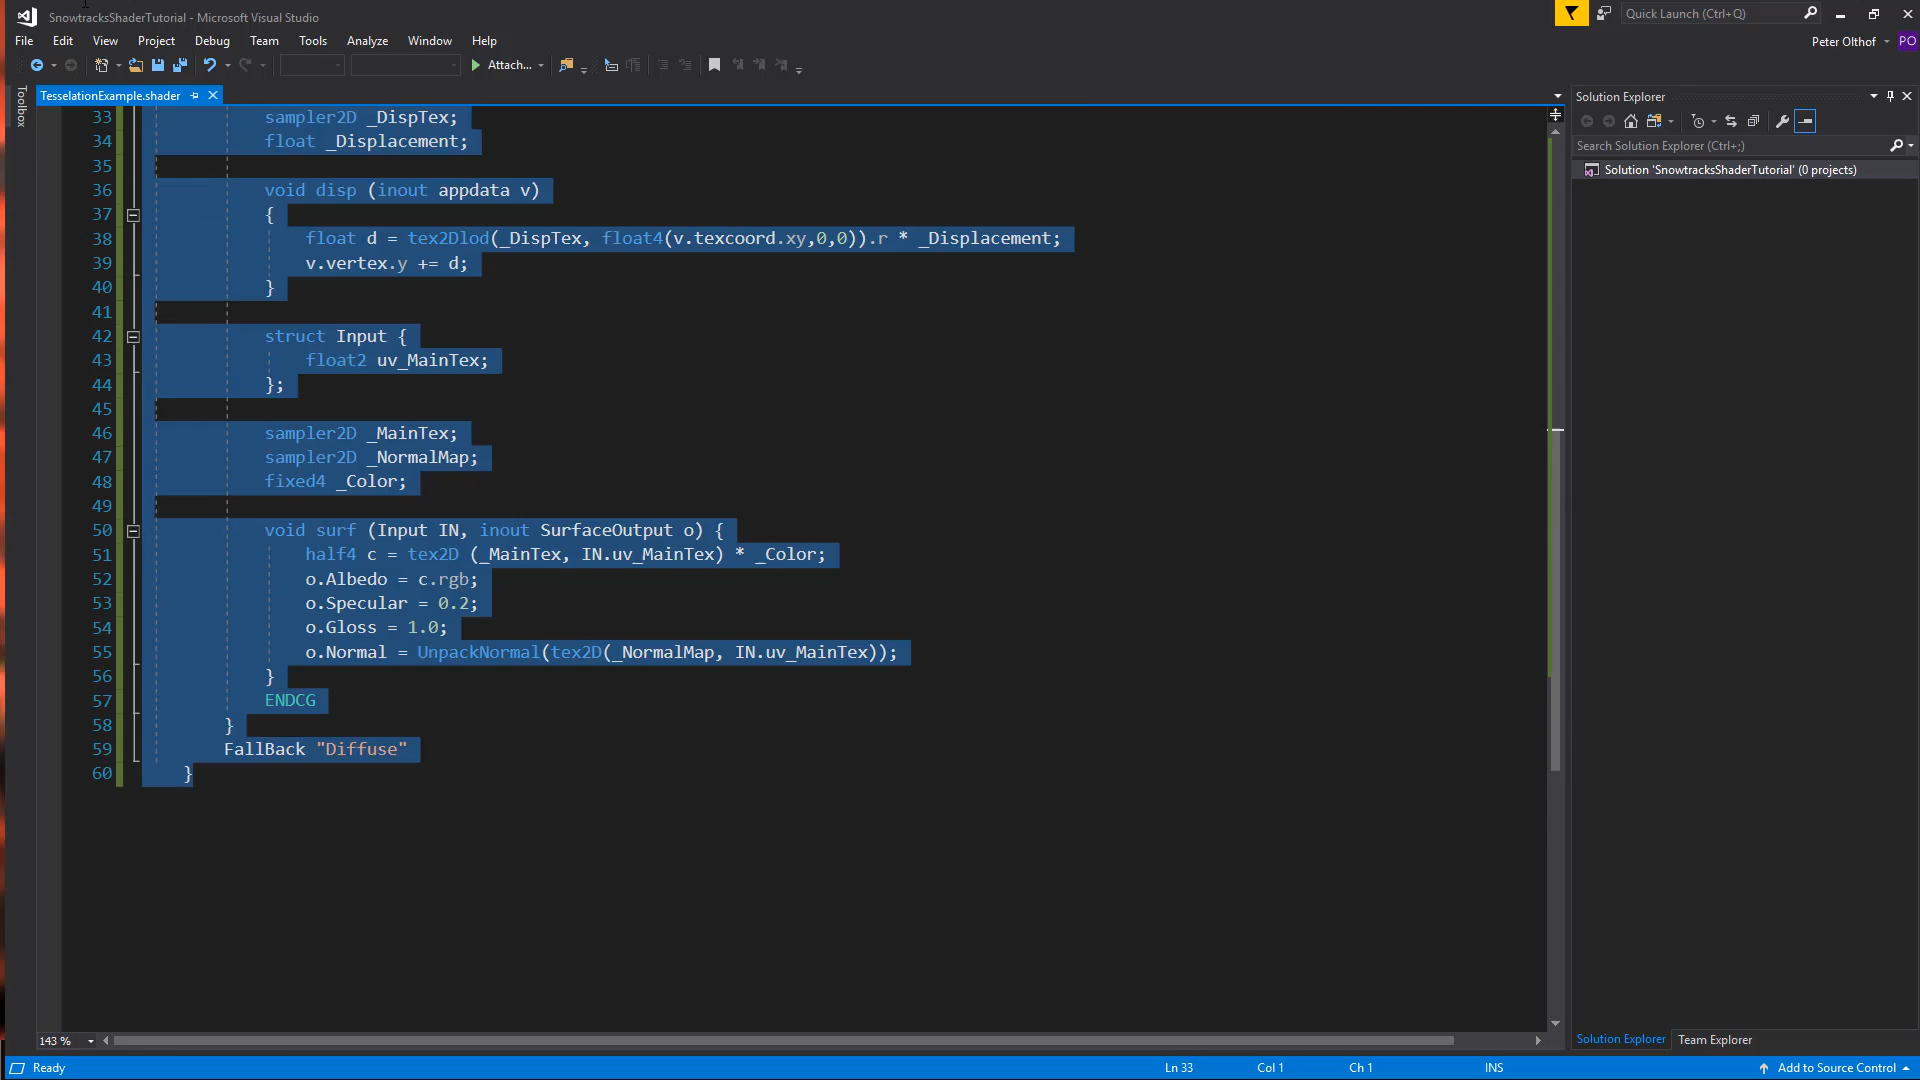 SnowtracksShaderTutorial - Microsoft Visual Studio
Quick Launch (Ctrl+Q)
File Edit View Project Debug Team Tools Analyze Window Help
Peter Olthof PO
Attach...
Toolbox
TesselationExample.shader
33 sampler2D _DispTex;
34 float _Displacement;
35
36 void disp (inout appdata v)
37 {
38 float d = tex2Dlod(_DispTex, float4(v.texcoord.xy,0,0)).r * _Displacement;
39 v.vertex.y += d;
40 }
41
42 struct Input {
43 float2 uv_MainTex;
44 };
45
46 sampler2D _MainTex;
47 sampler2D _NormalMap;
48 fixed4 _Color;
49
50 void surf (Input IN, inout SurfaceOutput o) {
51 half4 c = tex2D (_MainTex, IN.uv_MainTex) * _Color;
52 o.Albedo = c.rgb;
53 o.Specular = 0.2;
54 o.Gloss = 1.0;
55 o.Normal = UnpackNormal(tex2D(_NormalMap, IN.uv_MainTex));
56 }
57 ENDCG
58 }
59 FallBack "Diffuse"
60 }
Solution Explorer
Search Solution Explorer (Ctrl+;)
Solution 'SnowtracksShaderTutorial' (0 projects)
143 %
Solution Explorer Team Explorer
Ready
Ln 33 Col 1 Ch 1 INS
Add to Source Control